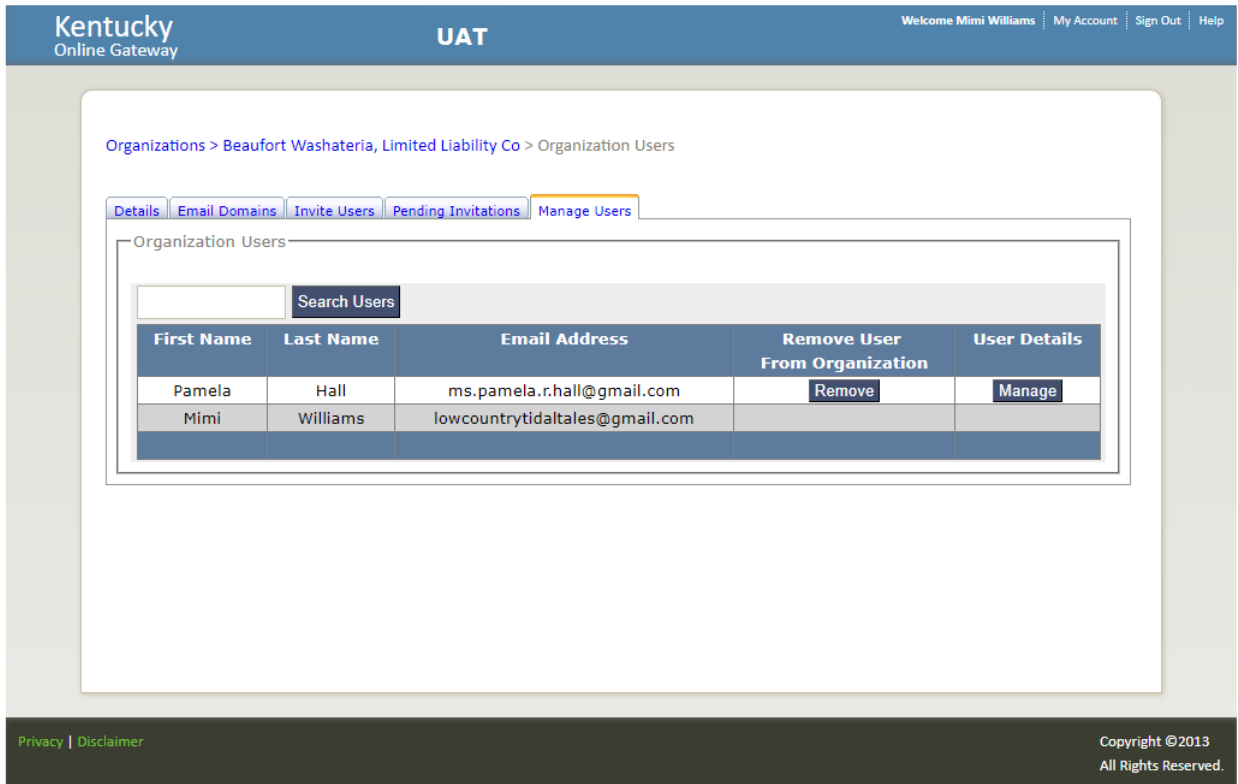 Kentucky
Online Gateway
UAT
Welcome Mimi Williams My Account Sign Out Help
Organizations > Beaufort Washateria, Limited Liability Co > Organization Users
Details Email Domains Invite Users Pending Invitations Manage Users
Organization Users
Search Users
First Name Last Name Email Address Remove User From Organization User Details
Pamela Hall ms.pamela.r.hall@gmail.com Remove Manage
Mimi Williams lowcountrytidaltales@gmail.com
Privacy | Disclaimer
Copyright ©2013
All Rights Reserved.